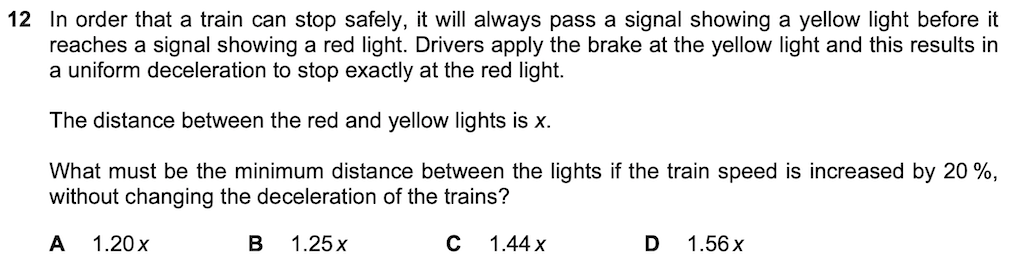 12 In order that a train can stop safely, it will always pass a signal showing a yellow light before it
reaches a signal showing a red light. Drivers apply the brake at the yellow light and this results in
a uniform deceleration to stop exactly at the red light.
The distance between the red and yellow lights is x.
What must be the minimum distance between the lights if the train speed is increased by 20 %,
without changing the deceleration of the trains?
A 1.20x B 1.25x C 1.44x D 1.56x